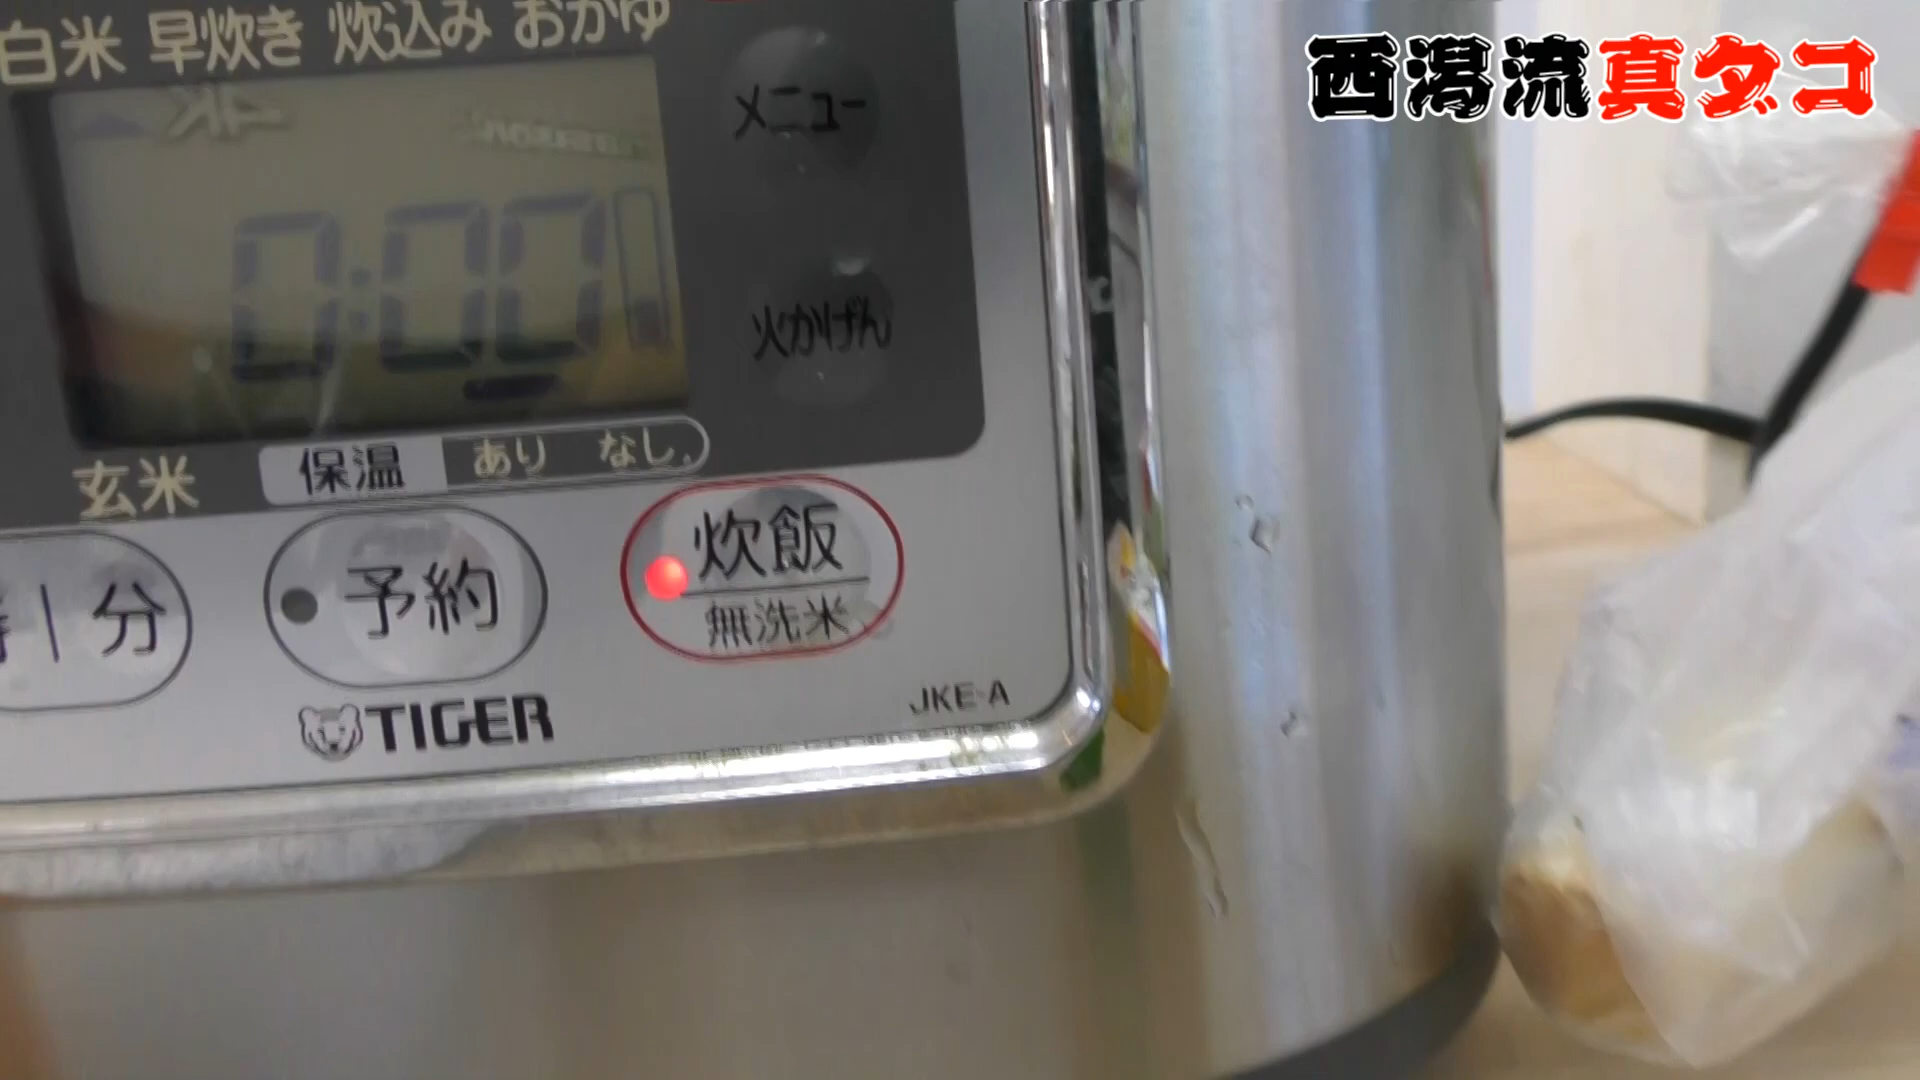 西潟流真ダコ
白米 早炊き 炊込み おかゆ
メニュー
0:00
火かげん
玄米 保温 あり なし
分 予約 炊飯
無洗米
TIGER
JKE-A